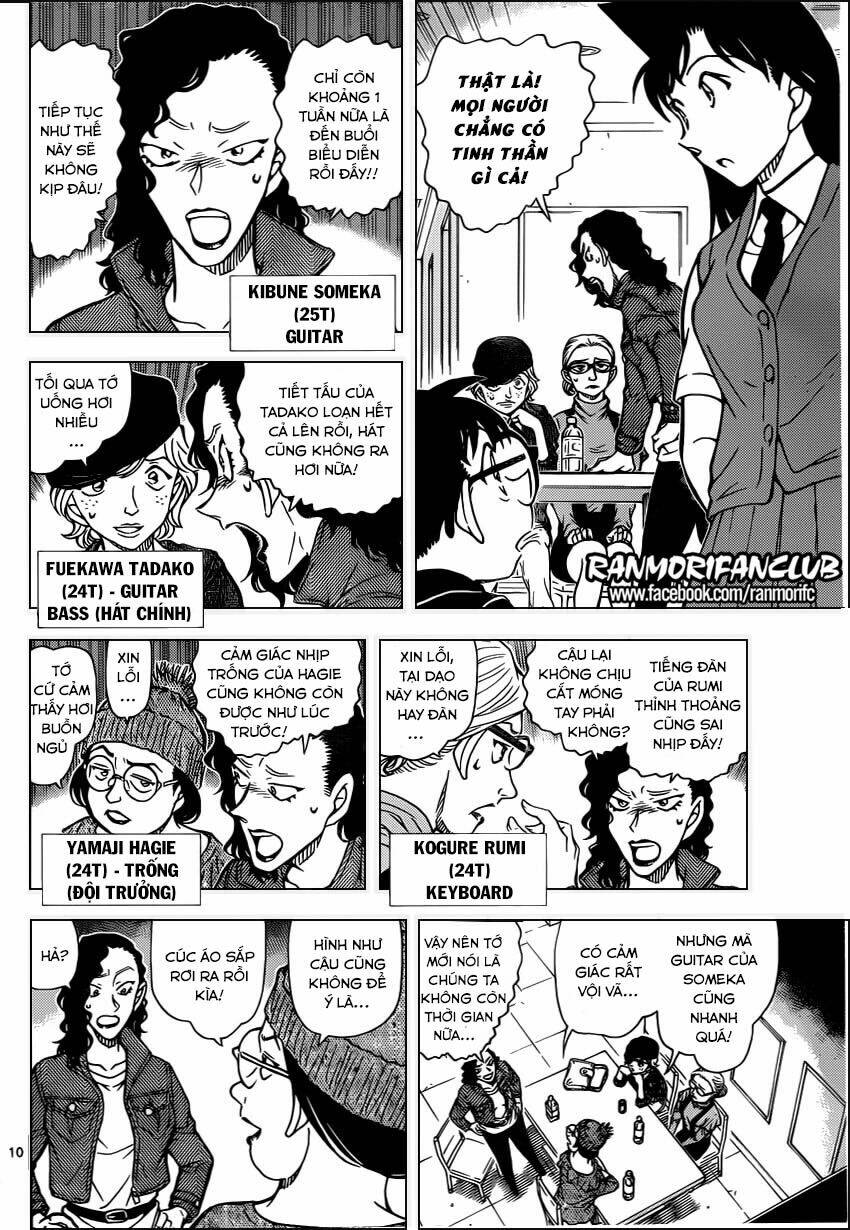 THẬT LÀ!
MỌI NGƯỜI
CHẲNG CÓ
TINH THẦN
GÌ CẢ!
CHỈ CÒN
KHOẢNG 1
TUẦN NỮA LÀ
ĐẾN BUỔI
BIỂU DIỄN
RỒI ĐẤY!!
TIẾP TỤC
NHƯ THẾ
NÀY SẼ
KHÔNG
KỊP ĐÂU!
KIBUNE SOMEKA
(25T)
GUITAR
RANMORIFANCLUB
www.facebook.com/ranmorifc
TIẾT TẤU CỦA
TADAKO LOẠN HẾT
CẢ LÊN RỒI, HÁT
CŨNG KHÔNG RA
HƠI NỮA!
TỐI QUA TỚ
UỐNG HƠI
NHIỀU
...
FUEKAWA TADAKO
(24T) - GUITAR
BASS (HÁT CHÍNH)
TIẾNG ĐÀN
CỦA RUMI
THỈNH THOẢNG
CŨNG SAI
NHỊP ĐẤY!
CẬU LẠI
KHÔNG CHỊU
CẮT MÓNG
TAY PHẢI
KHÔNG?
XIN LỖI,
TẠI DẠO
NÀY KHÔNG
HAY ĐÀN
...
KOGURE RUMI
(24T)
KEYBOARD
CẢM GIÁC NHỊP
TRỐNG CỦA HAGIE
CŨNG KHÔNG CÒN
ĐƯỢC NHƯ LÚC
TRƯỚC!
XIN
LỖI
...
TỚ
CỨ CẢM
THẤY HƠI
BUỒN
NGỦ
YAMAJI HAGIE
(24T) - TRỐNG
(ĐỘI TRƯỞNG)
NHƯNG MÀ
GUITAR CỦA
SOMEKA
CŨNG
NHANH
QUÁ!
CÓ CẢM
GIÁC RẤT
VỘI VÃ...
VẬY NÊN TỚ
MỚI NÓI LÀ
CHÚNG TA
KHÔNG CÒN
THỜI GIAN
NỮA...
HÌNH NHƯ
CẬU CŨNG
KHÔNG ĐỂ
Ý LÀ...
CÚC ÁO SẮP
RƠI RA RỒI
KÌA!
HẢ?
10